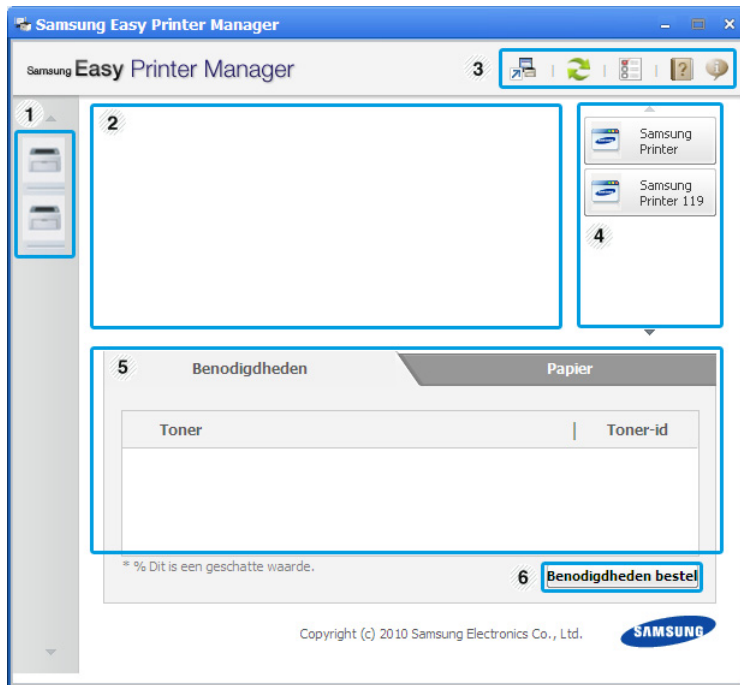 Samsung Easy Printer Manager
Samsung Easy Printer Manager
3
1
2
Samsung
Printer
Samsung
Printer 119
4
5
Benodigdheden
Papier
Toner | Toner-id
* % Dit is een geschatte waarde.
6
Benodigdheden bestel
Copyright (c) 2010 Samsung Electronics Co., Ltd.
SAMSUNG